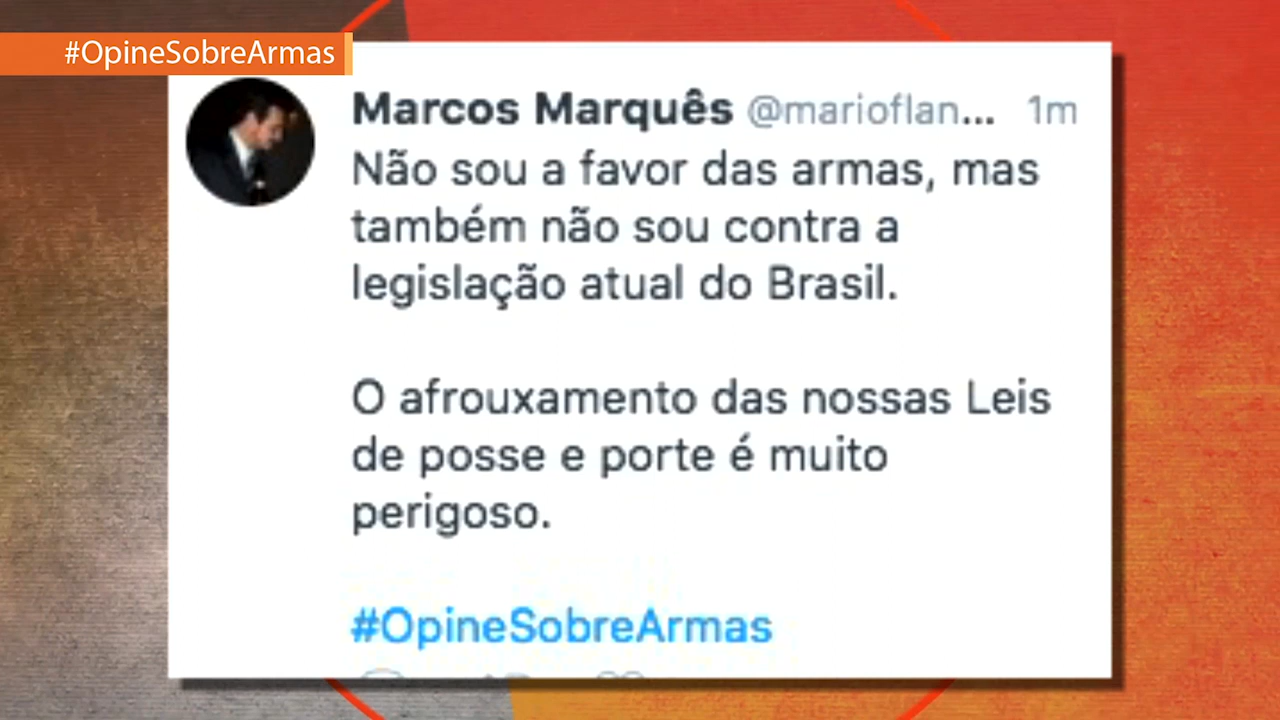 #OpineSobreArmas
Marcos Marquês @marioflan... 1m
Não sou a favor das armas, mas
também não sou contra a
legislação atual do Brasil.
O afrouxamento das nossas Leis
de posse e porte é muito
perigoso.
#OpineSobreArmas